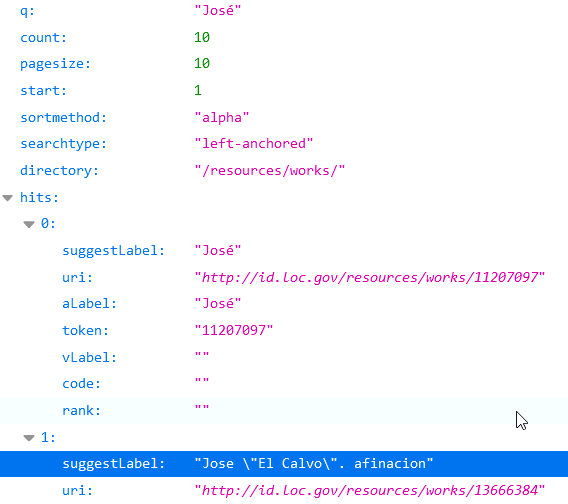 q: "José"
count: 10
pagesize: 10
start: 1
sortmethod: "alpha"
searchtype: "left-anchored"
directory: "/resources/works/"
hits:
0:
suggestLabel: "José"
uri: "http://id.loc.gov/resources/works/11207097"
aLabel: "José"
token: "11207097"
vLabel: ""
code: ""
rank: ""
1:
suggestLabel: "Jose \"El Calvo\". afinacion"
uri: "http://id.loc.gov/resources/works/13666384"